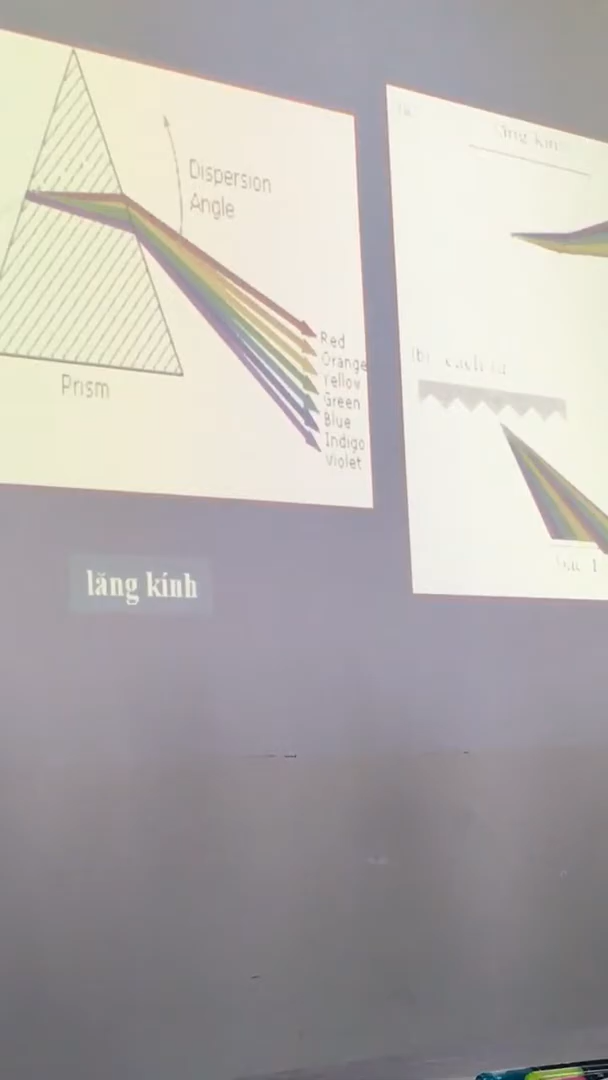 Dispersion
Angle
Red
Orange
Yellow
Green
Blue
Indigo
Violet
Prism
lăng kính
(b)